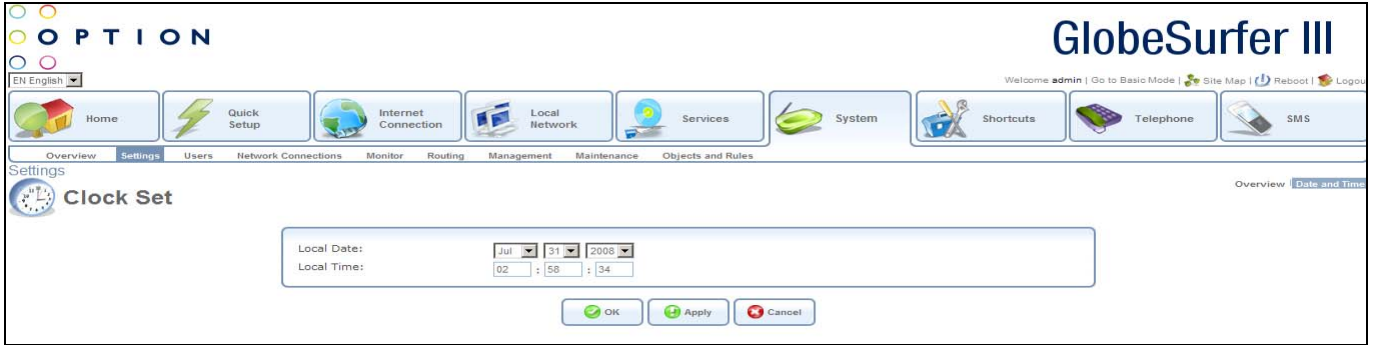 OPTION
GlobeSurfer III
EN English
Welcome admin | Go to Basic Mode | Site Map | Reboot | Logou
Home
Quick Setup
Internet Connection
Local Network
Services
System
Shortcuts
Telephone
SMS
Overview Settings Users Network Connections Monitor Routing Management Maintenance Objects and Rules
Settings
Overview | Date and Time
Clock Set
Local Date: Jul 31 2008
Local Time: 02 : 58 : 34
OK Apply Cancel